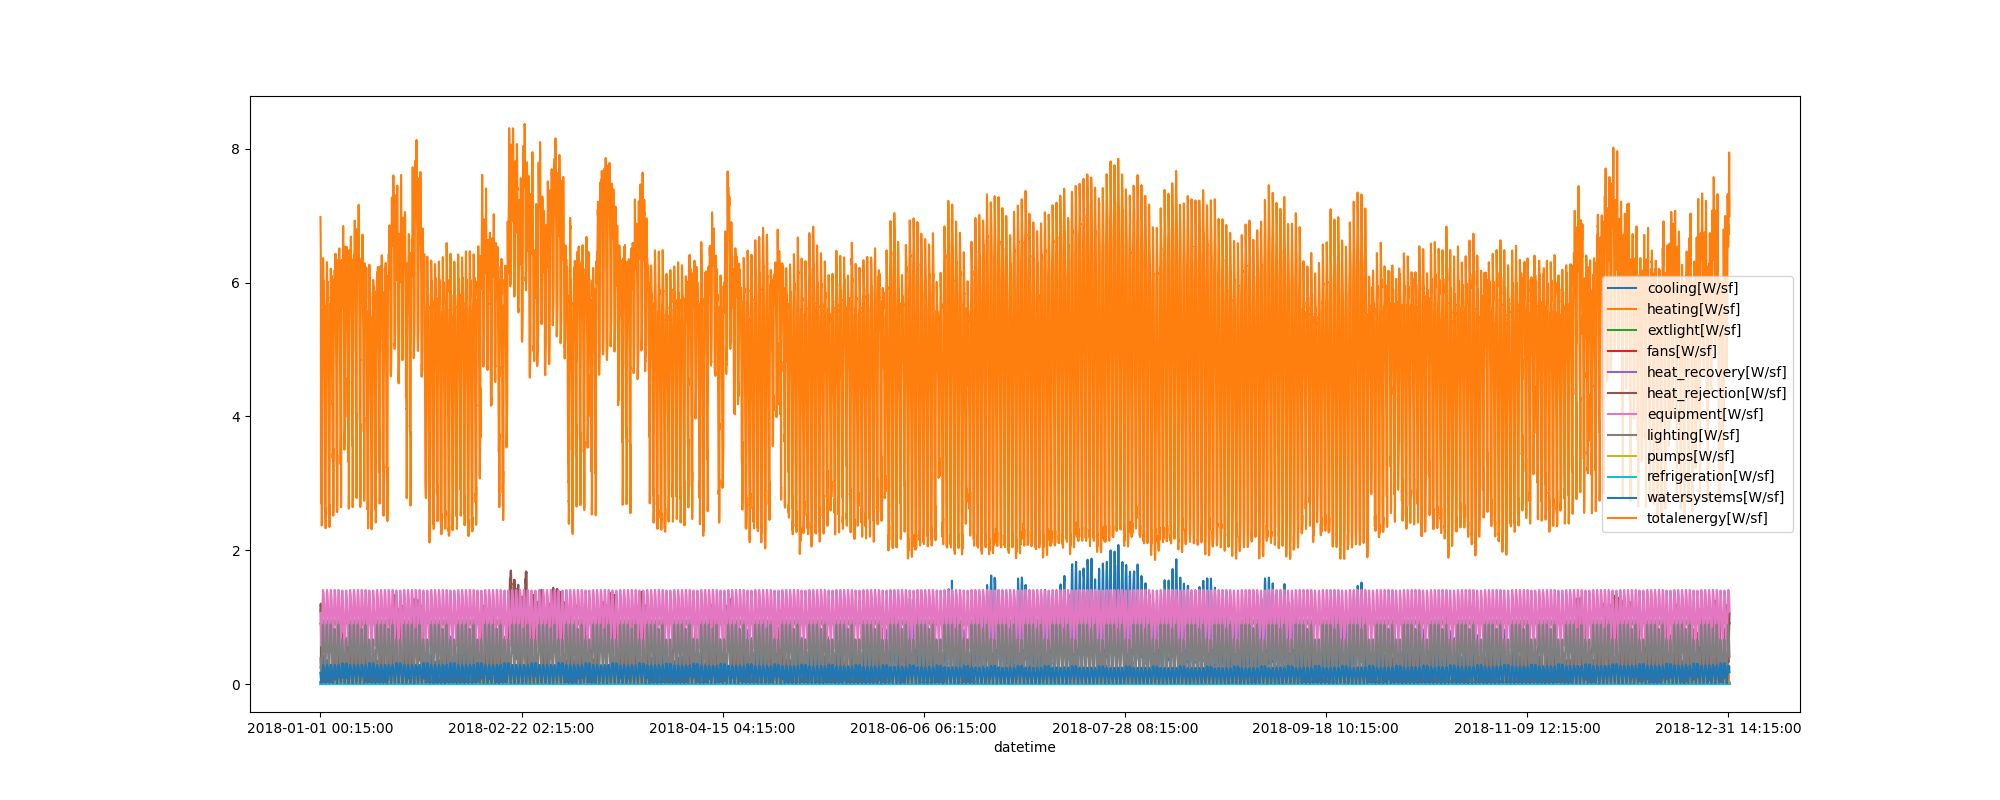 8
6
4
2
0
cooling[W/sf]
heating[W/sf]
extlight[W/sf]
fans[W/sf]
heat_recovery[W/sf]
heat_rejection[W/sf]
equipment[W/sf]
lighting[W/sf]
pumps[W/sf]
refrigeration[W/sf]
watersystems[W/sf]
totalenergy[W/sf]
2018-01-01 00:15:00 2018-02-22 02:15:00 2018-04-15 04:15:00 2018-06-06 06:15:00 2018-07-28 08:15:00 2018-09-18 10:15:00 2018-11-09 12:15:00 2018-12-31 14:15:00
datetime